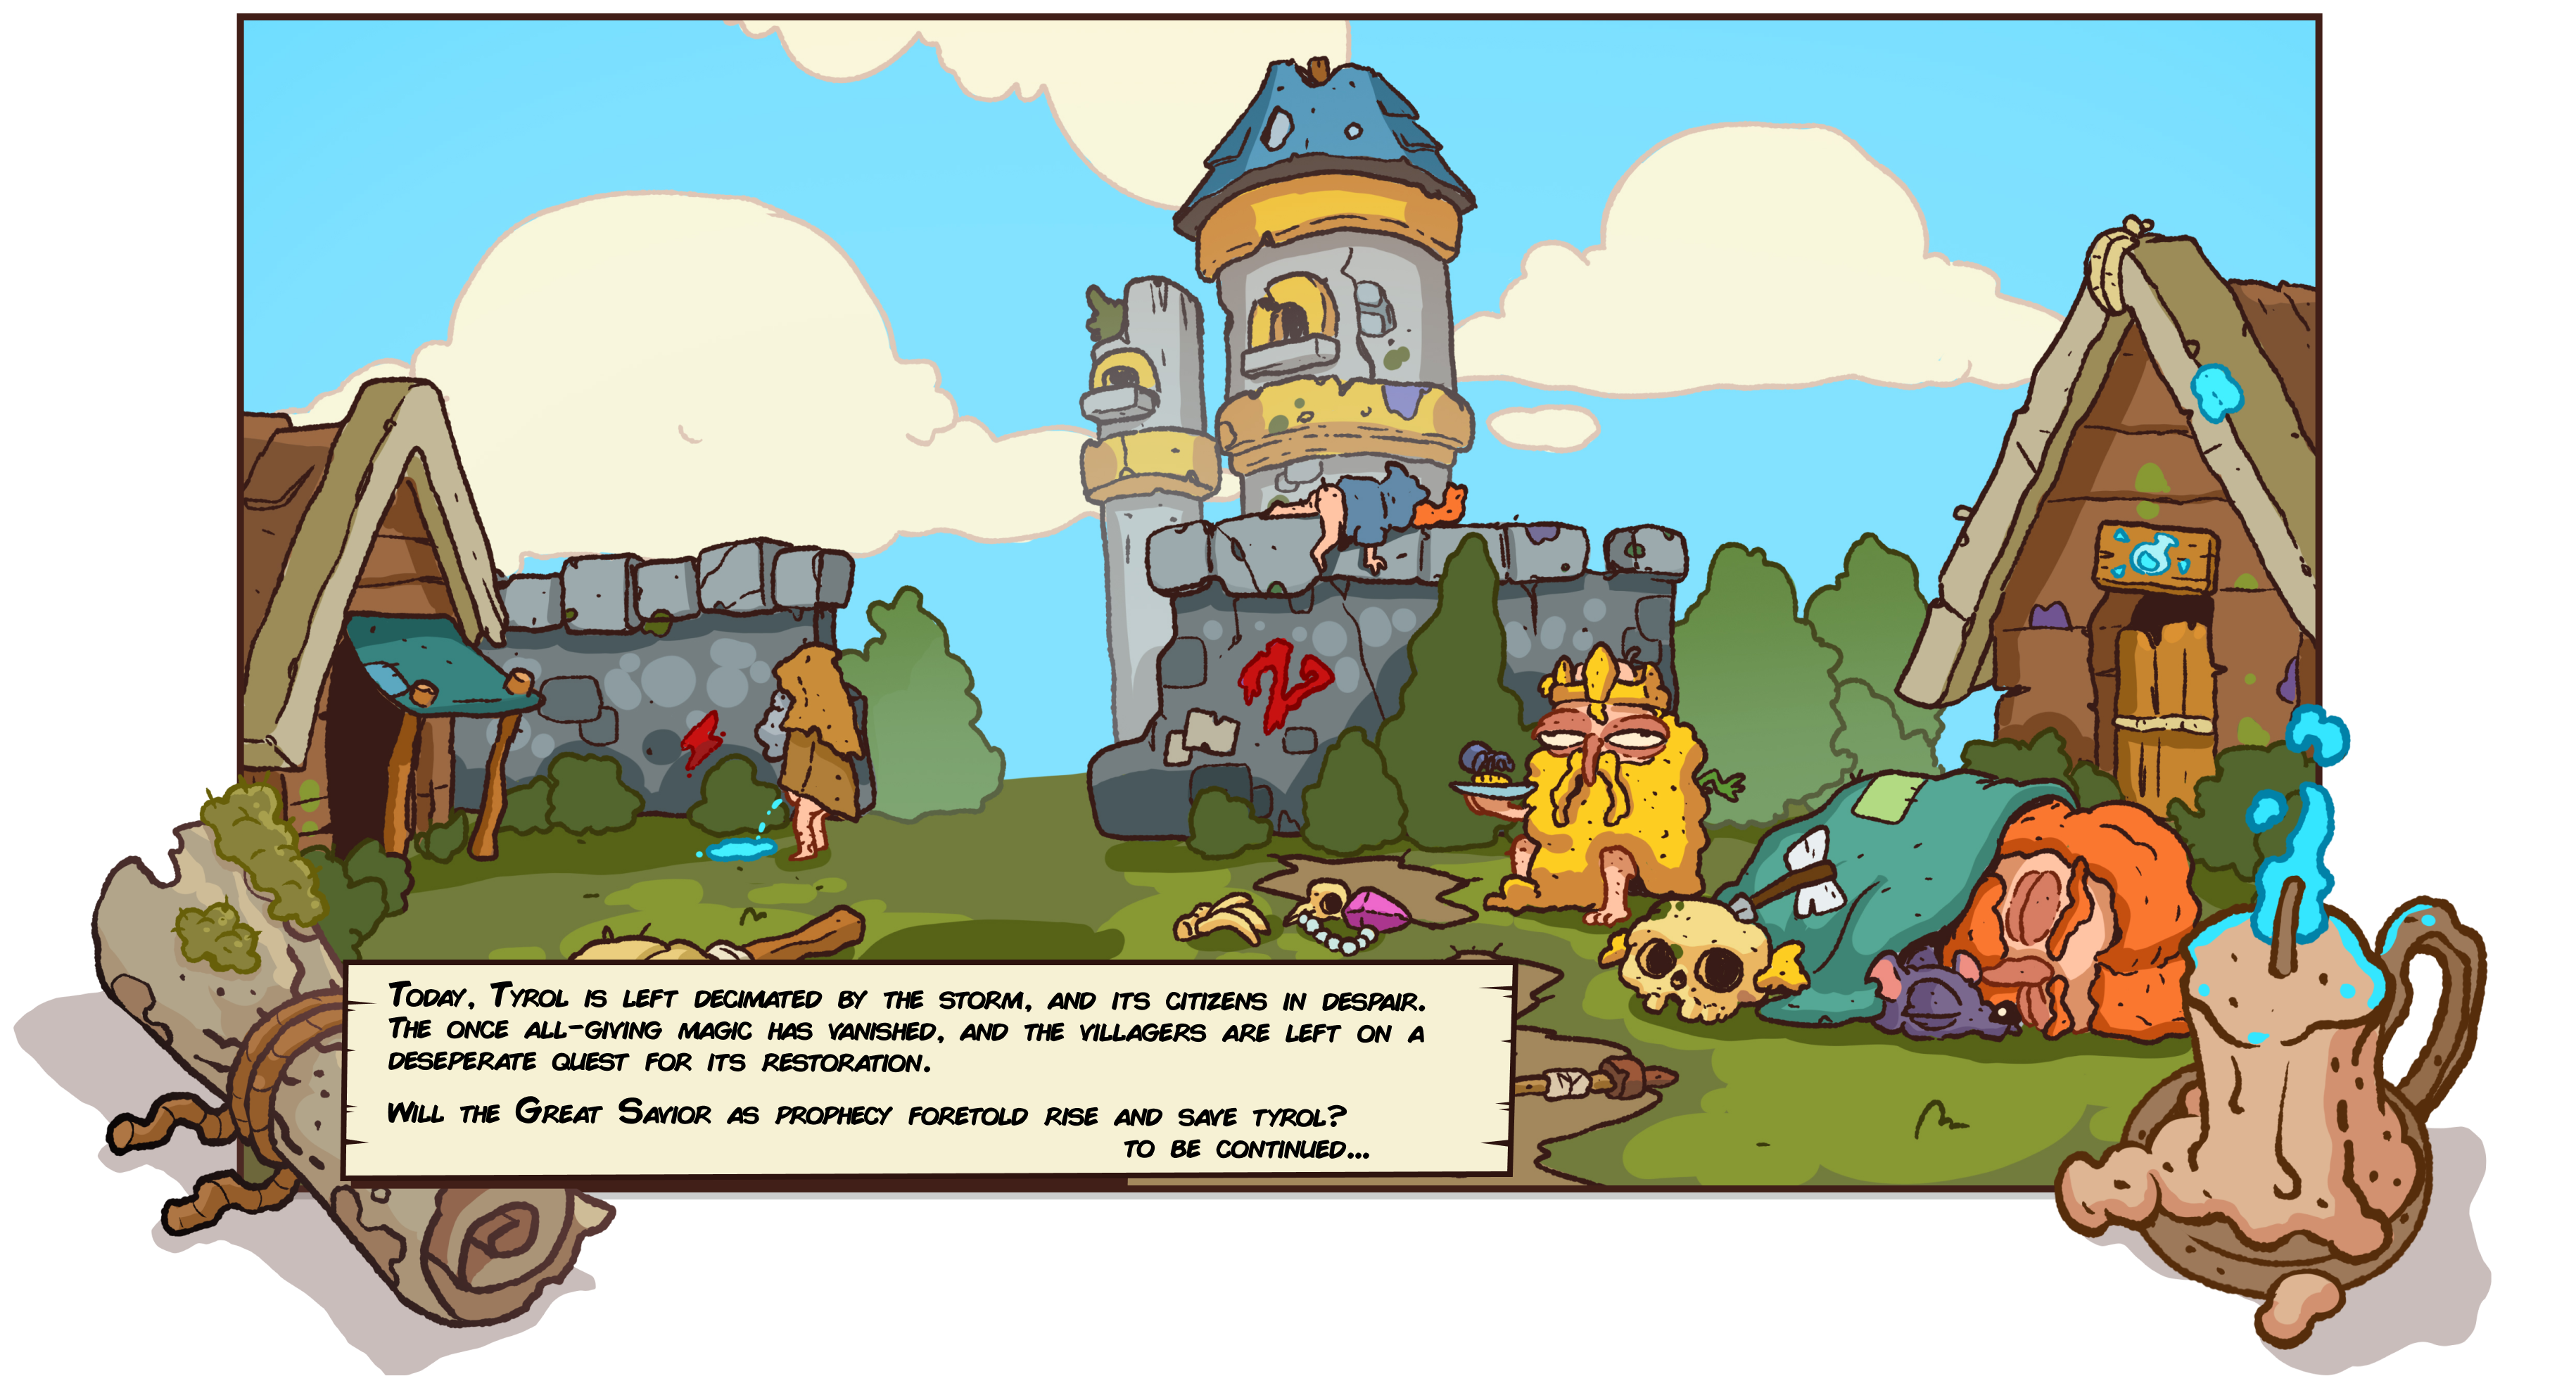 Today, Tyrol is left decimated by the storm, and its citizens in despair.
The once all-giving magic has vanished, and the villagers are left on a
deseperate quest for its restoration.
Will the Great Savior as prophecy foretold rise and save tyrol?
to be continued...